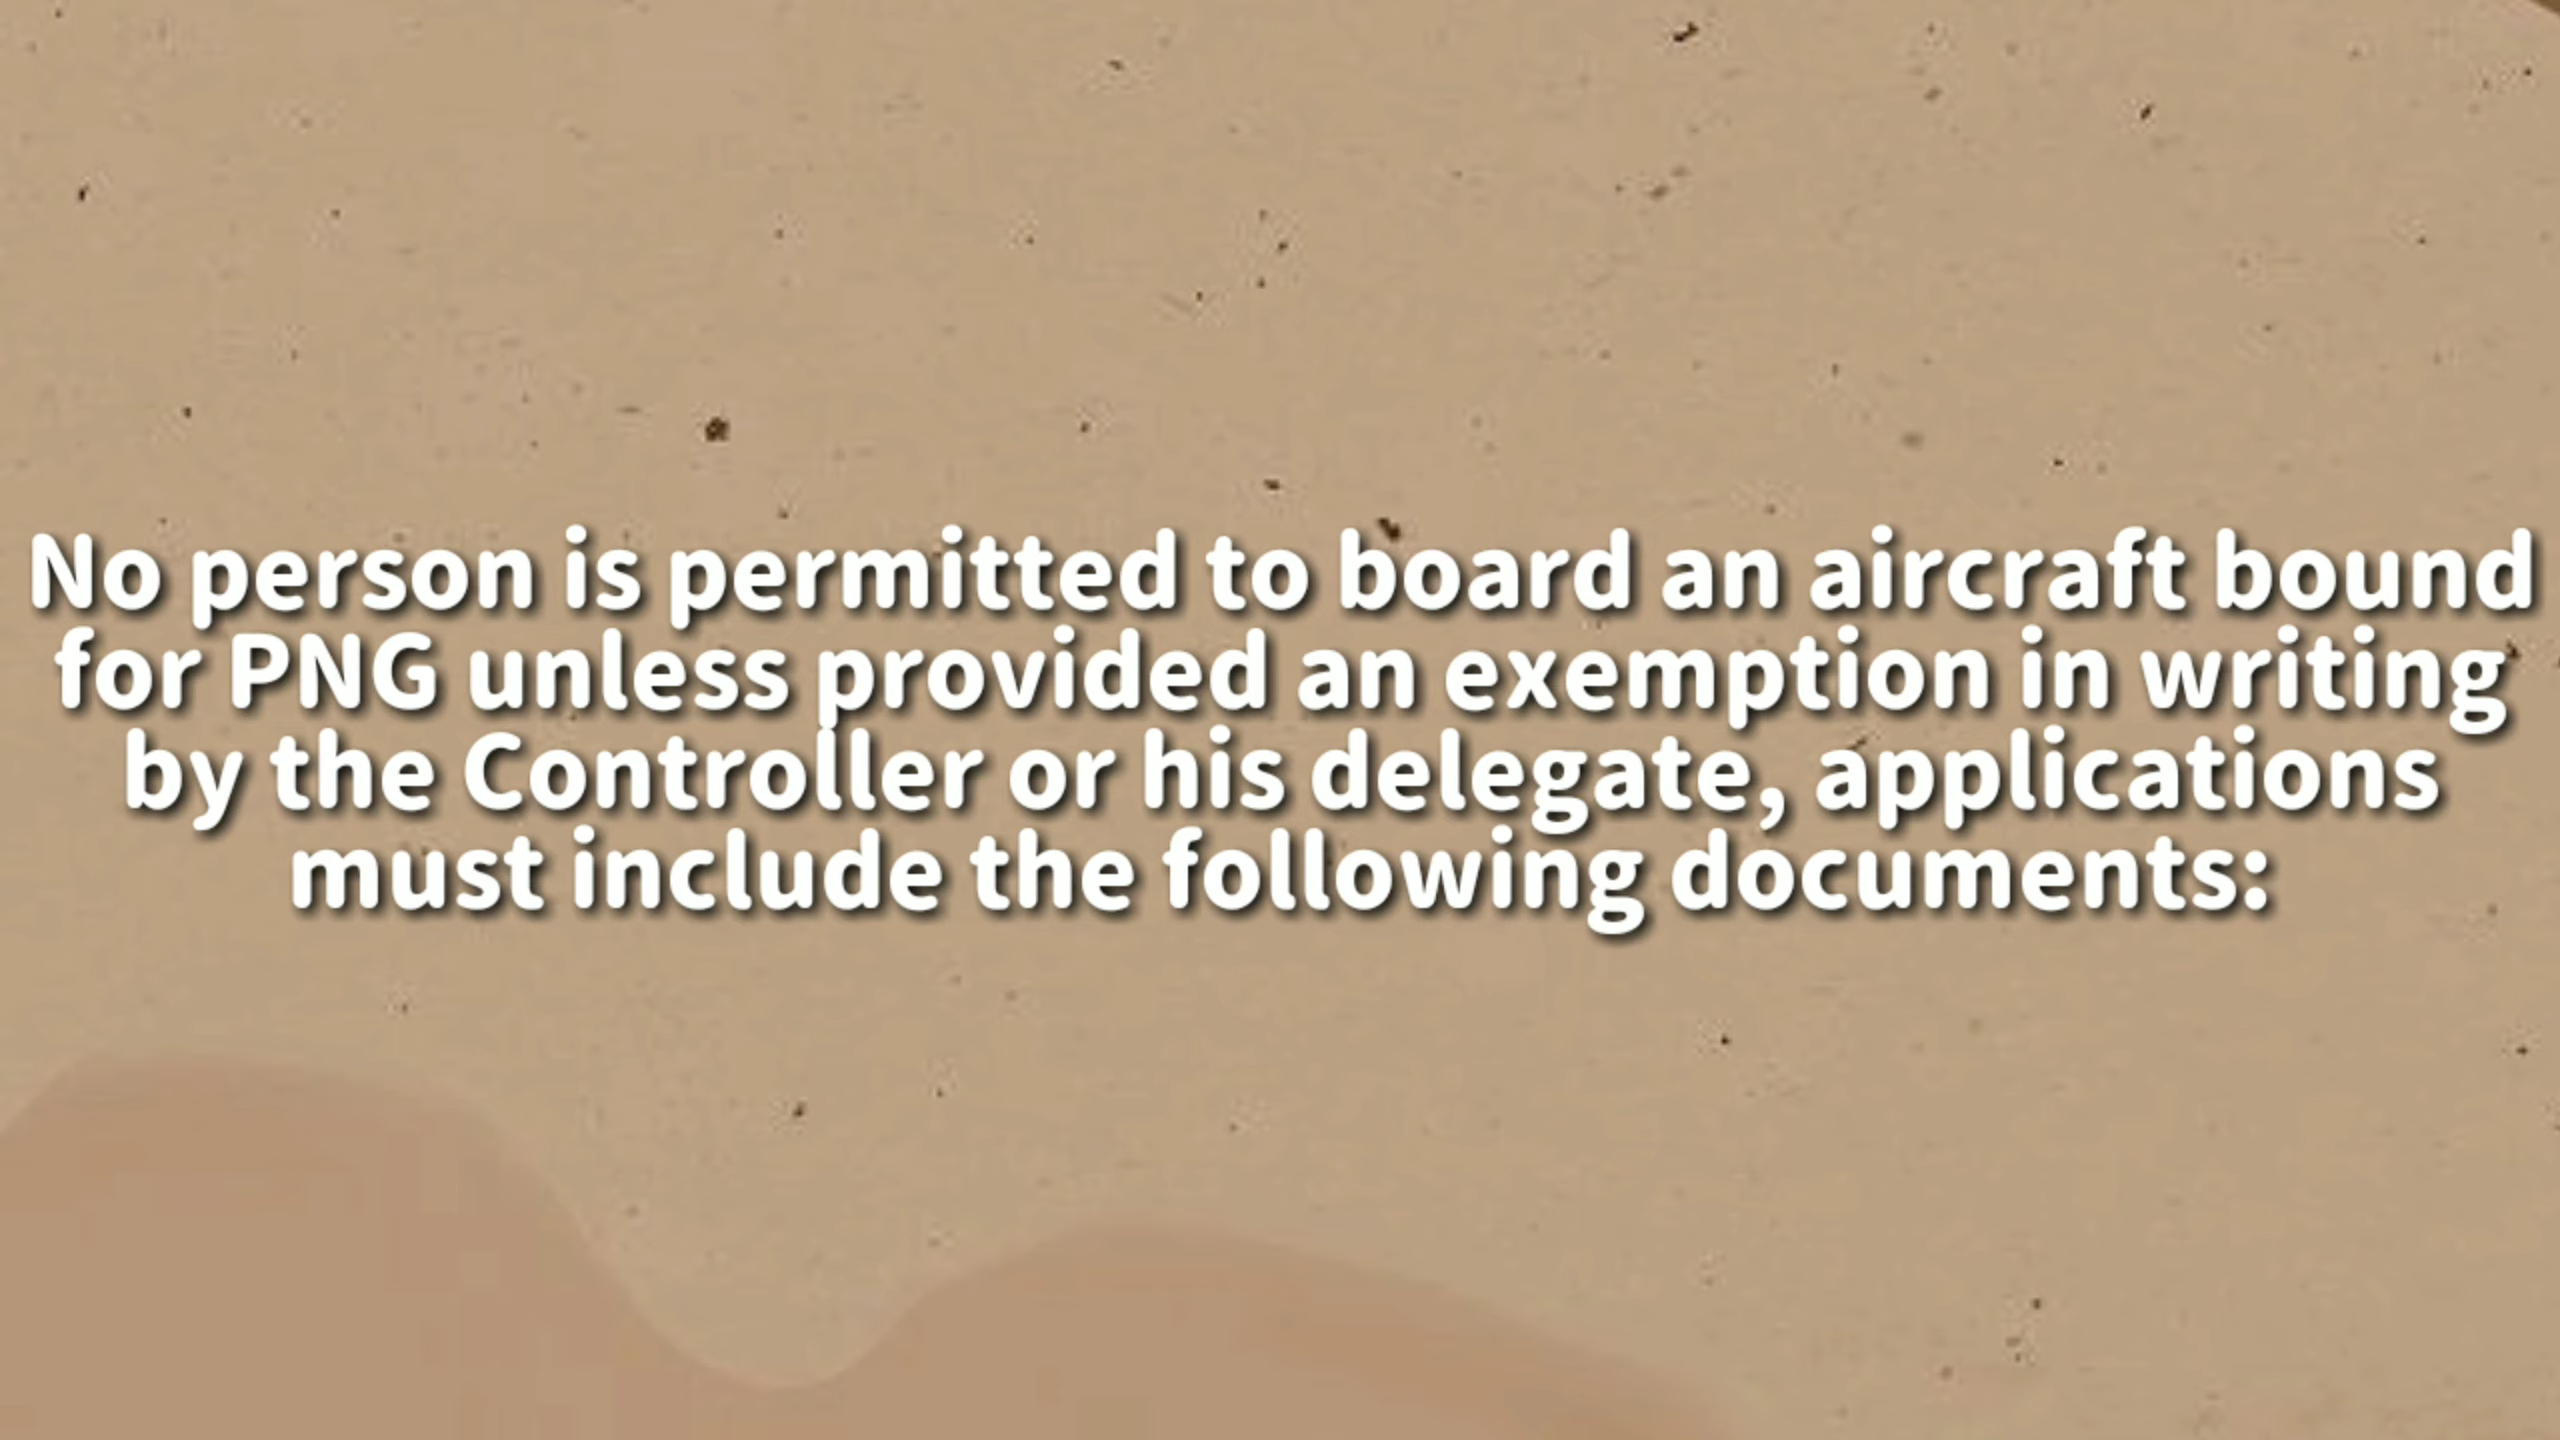 No person is permitted to board an aircraft bound
for PNG unless provided an exemption in writing
by the Controller or his delegate, applications
must include the following documents: